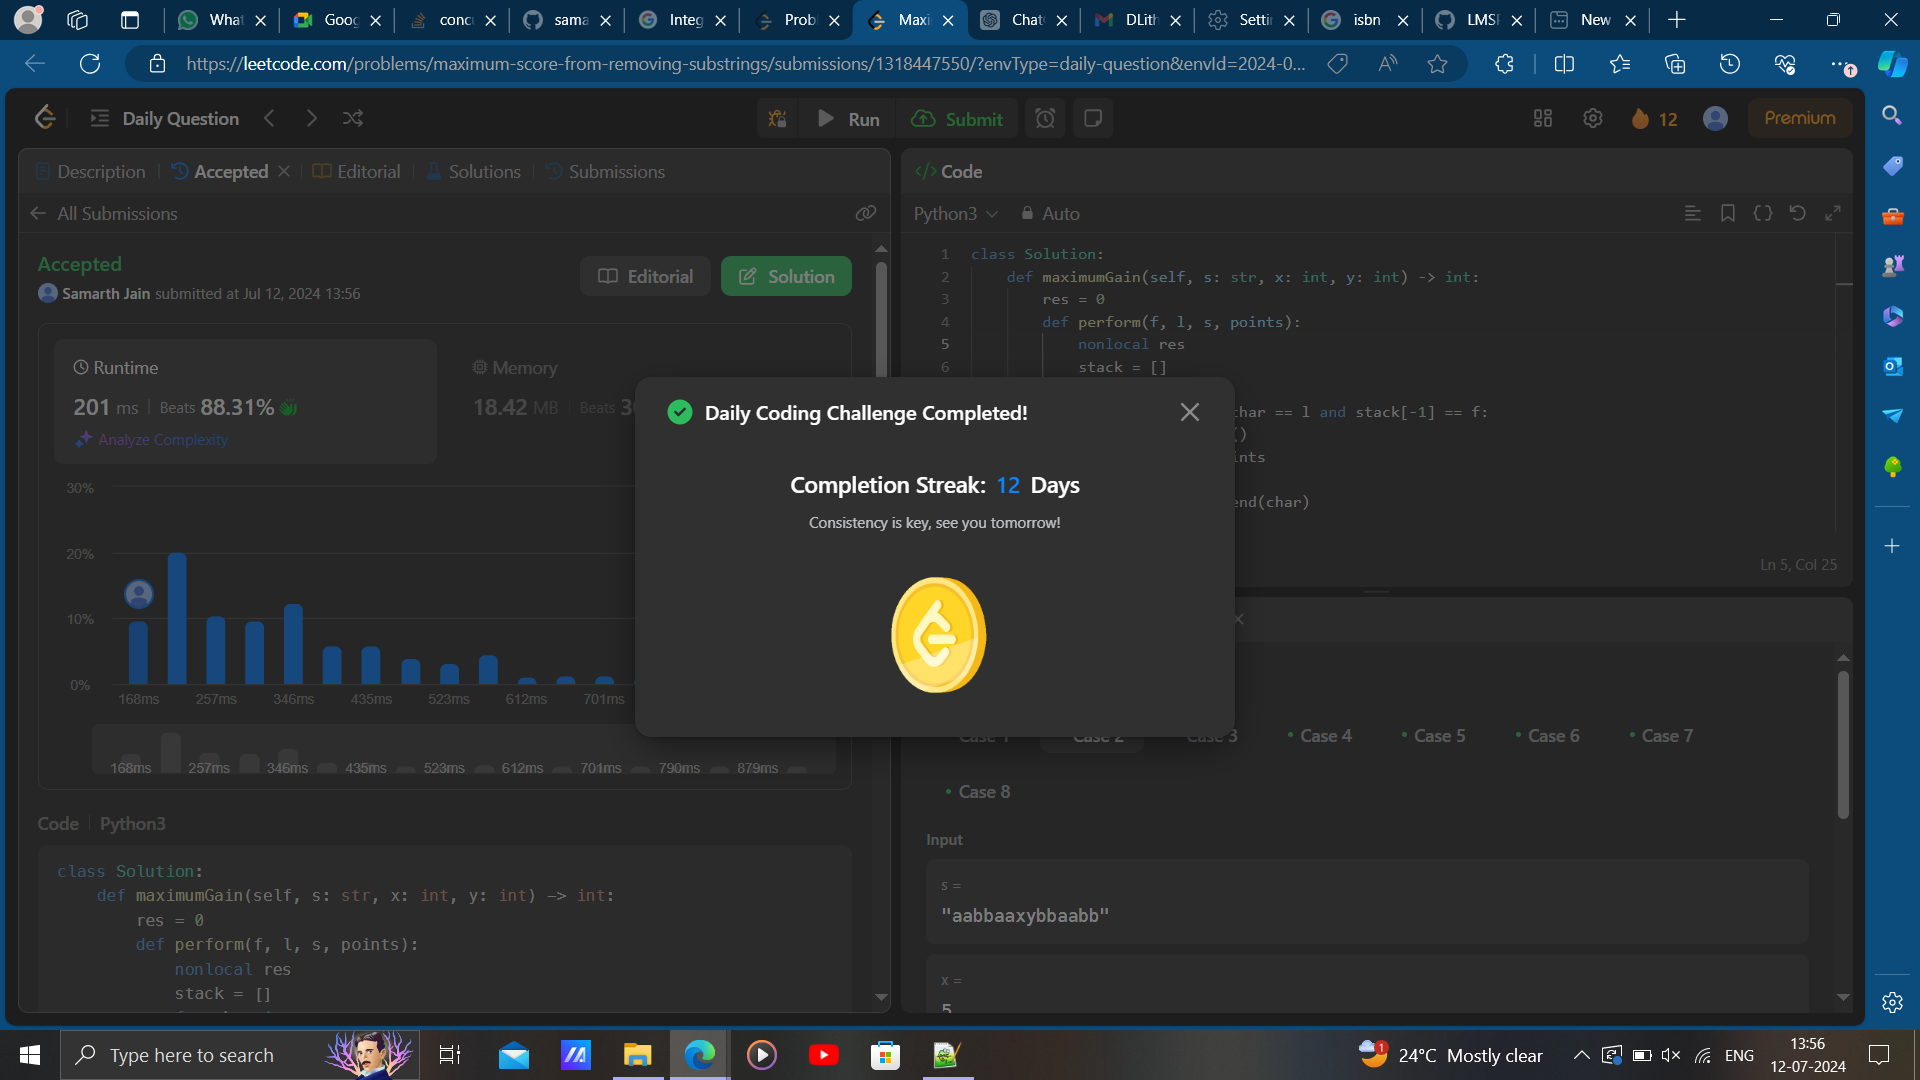 What
Goog
conc
sama
Integ
Probl
Maxi
Chat
DLith
Settin
isbn
LMSI
New
https://leetcode.com/problems/maximum-score-from-removing-substrings/submissions/1318447550/?envType=daily-question&envId=2024-0...
Daily Question
Run
Submit
12
Premium
Description
Accepted
Editorial
Solutions
Submissions
</> Code
All Submissions
Python3
Auto
Accepted
Samarth Jain submitted at Jul 12, 2024 13:56
Editorial
Solution
Runtime
201 ms | Beats 88.31%
Analyze Complexity
Memory
18.42 MB | Beats
30%
20%
10%
0%
168ms 257ms 346ms 435ms 523ms 612ms 701ms
168ms 257ms 346ms 435ms 523ms 612ms 701ms 790ms 879ms
Code | Python3
class Solution:
def maximumGain(self, s: str, x: int, y: int) -> int:
res = 0
def perform(f, l, s, points):
nonlocal res
stack = []
1 class Solution:
2 def maximumGain(self, s: str, x: int, y: int) -> int:
3 res = 0
4 def perform(f, l, s, points):
5 nonlocal res
6 stack = []
char == l and stack[-1] == f:
()
ints
end(char)
Ln 5, Col 25
Daily Coding Challenge Completed!
Completion Streak: 12 Days
Consistency is key, see you tomorrow!
Case 1
Case 2
Case 3
Case 4
Case 5
Case 6
Case 7
Case 8
Input
s =
"aabbaaxybbaabb"
x =
5
Type here to search
1
24°C Mostly clear
ENG
13:56
12-07-2024